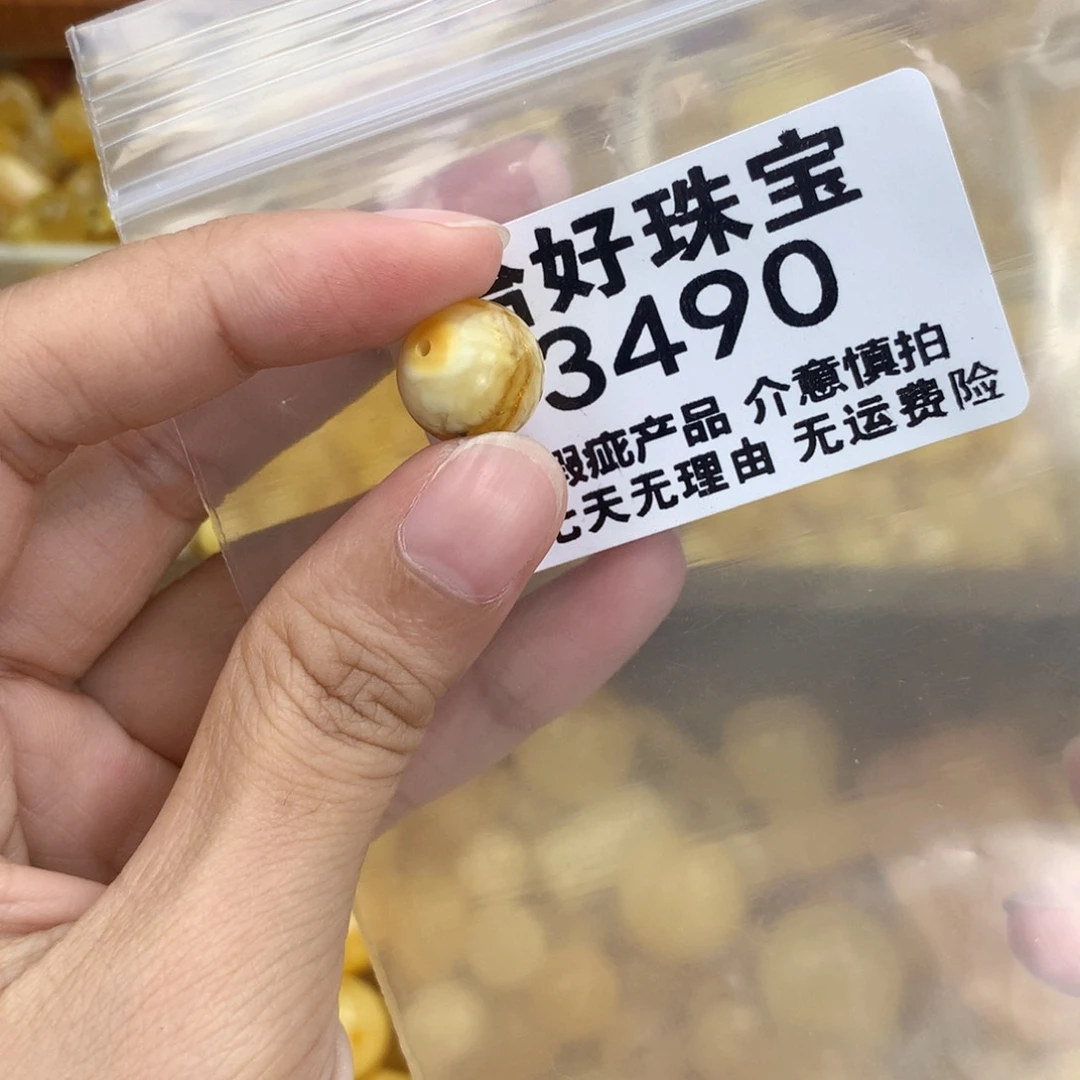 好珠宝
3490
瑕疵产品 介意慎拍
七天无理由 无运费险